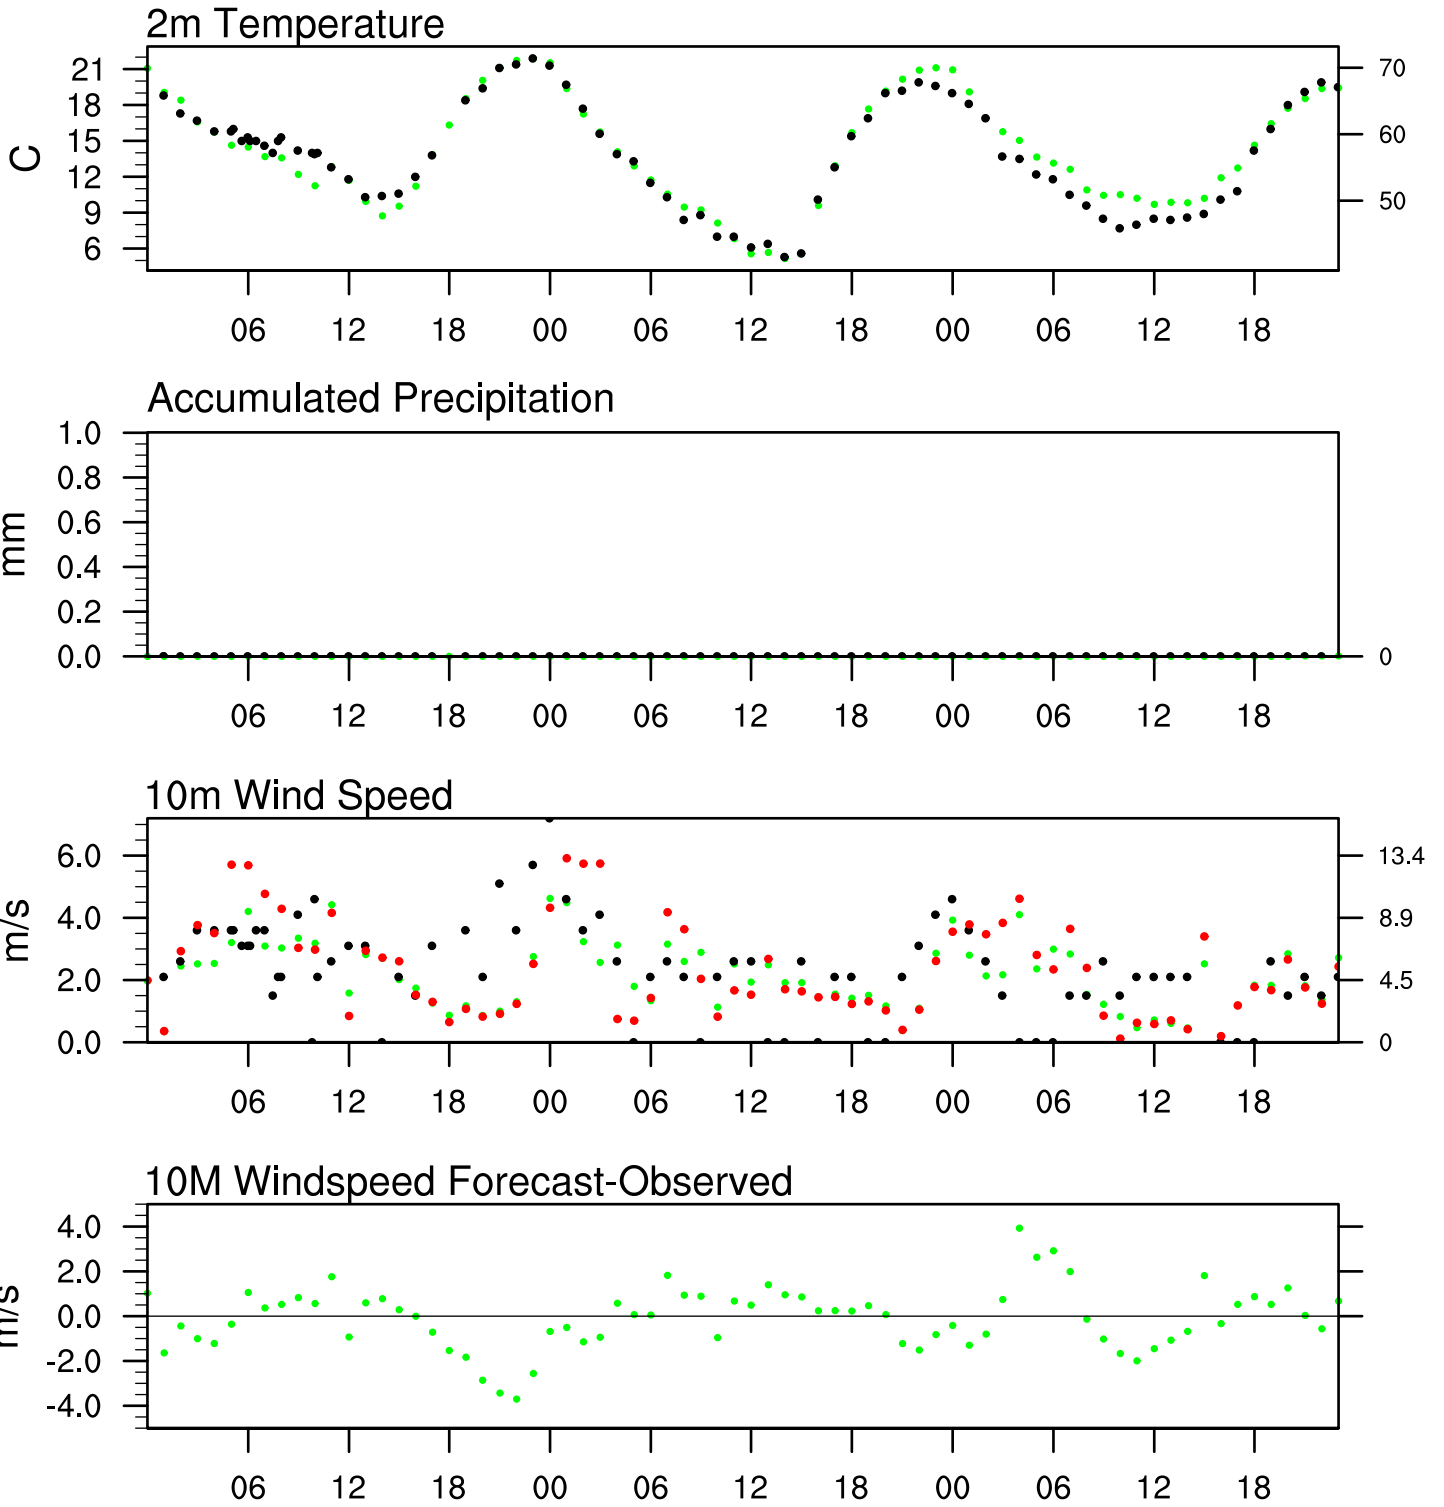 2m Temperature
21
18
15
12
9
6
C
70
60
50
06 12 18 00 06 12 18 00 06 12 18
Accumulated Precipitation
1.0
0.8
0.6
0.4
0.2
0.0
mm
0
06 12 18 00 06 12 18 00 06 12 18
10m Wind Speed
6.0
4.0
2.0
0.0
m/s
13.4
8.9
4.5
0
06 12 18 00 06 12 18 00 06 12 18
10M Windspeed Forecast-Observed
4.0
2.0
0.0
-2.0
-4.0
m/s
06 12 18 00 06 12 18 00 06 12 18